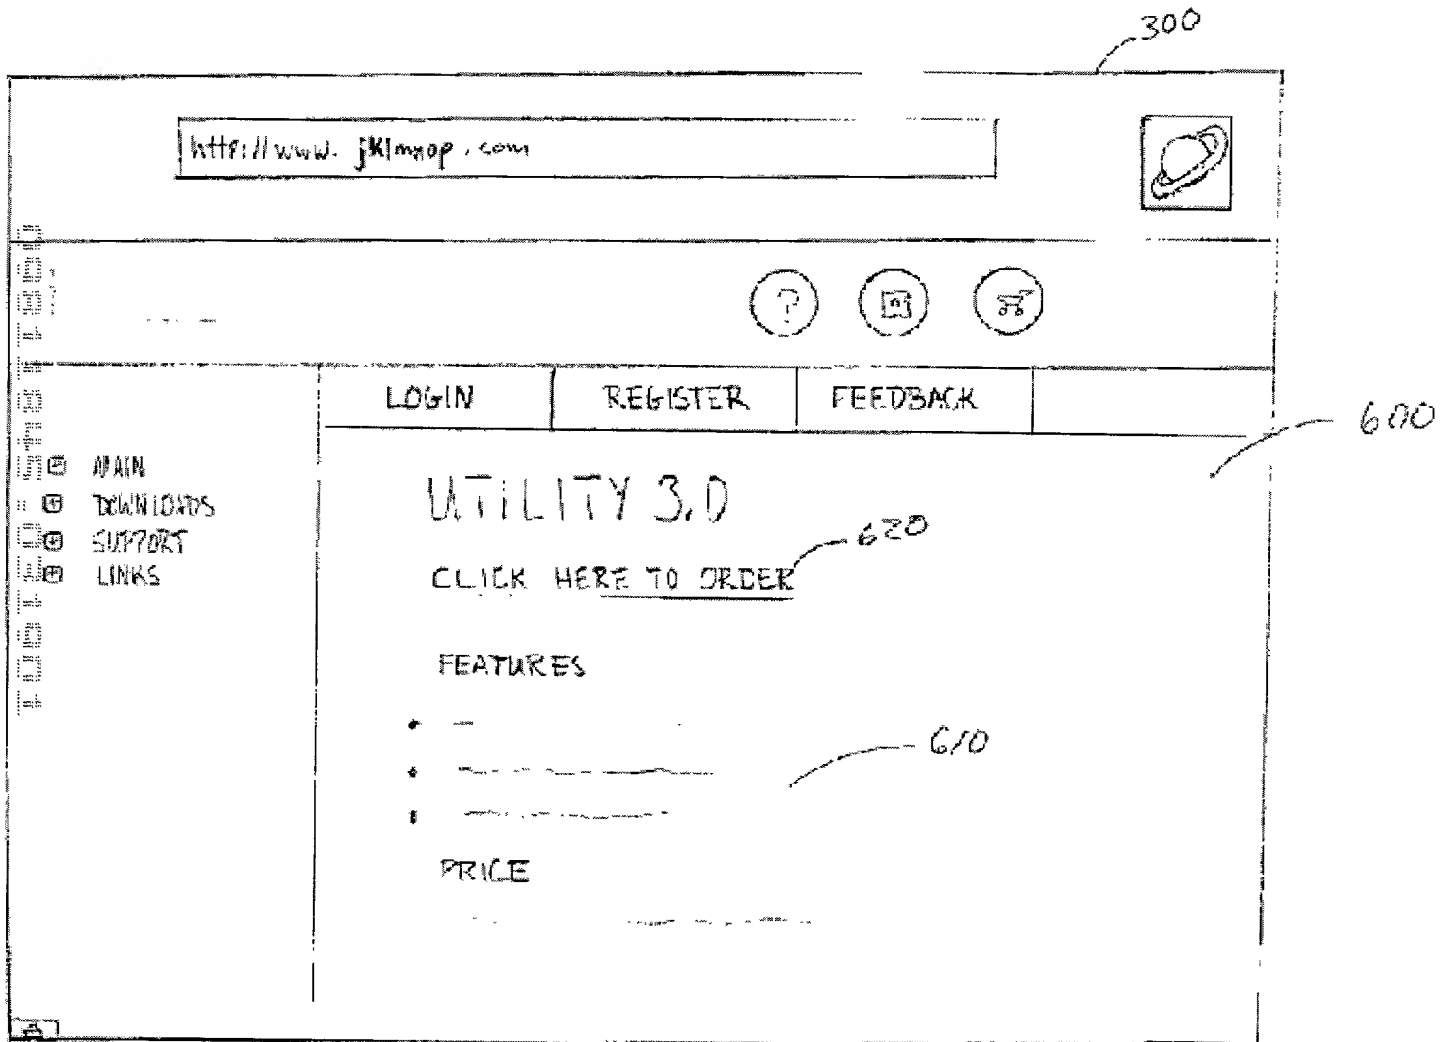 300
http://www.jklmnop.com
?
LOGIN REGISTER FEEDBACK
600
MAIN
DOWNLOADS
SUPPORT
LINKS
UTILITY 3.0
620
CLICK HERE TO ORDER
FEATURES
610
PRICE